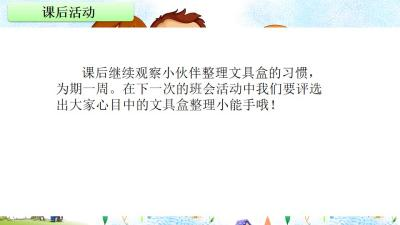 课后活动
课后继续观察小伙伴整理文具盒的习惯，
为期一周。在下一次的班会活动中我们要评选
出大家心目中的文具盒整理小能手哦！